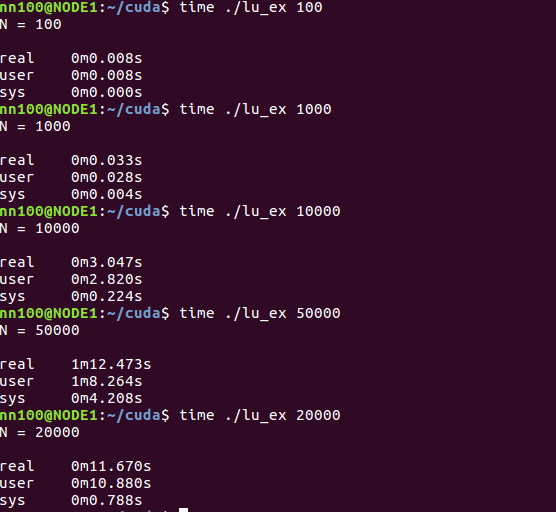 nn100@NODE1:~/cuda$ time ./lu_ex 100
N = 100
real 0m0.008s
user 0m0.008s
sys 0m0.000s
nn100@NODE1:~/cuda$ time ./lu_ex 1000
N = 1000
real 0m0.033s
user 0m0.028s
sys 0m0.004s
nn100@NODE1:~/cuda$ time ./lu_ex 10000
N = 10000
real 0m3.047s
user 0m2.820s
sys 0m0.224s
nn100@NODE1:~/cuda$ time ./lu_ex 50000
N = 50000
real 1m12.473s
user 1m8.264s
sys 0m4.208s
nn100@NODE1:~/cuda$ time ./lu_ex 20000
N = 20000
real 0m11.670s
user 0m10.880s
sys 0m0.788s